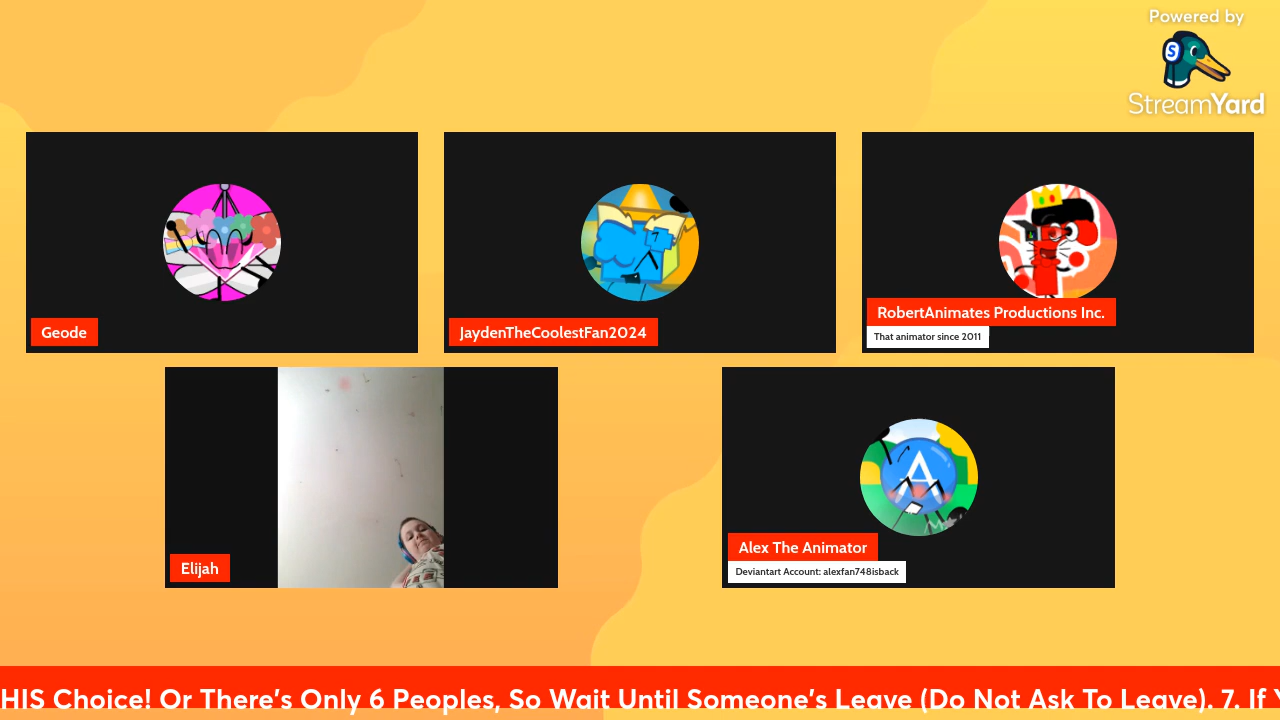 Powered by
StreamYard
Geode
JaydenTheCoolestFan2024
RobertAnimates Productions Inc.
That animator since 2011
Elijah
Alex The Animator
Deviantart Account: alexfan748isback
HIS Choice! Or There's Only 6 Peoples, So Wait Until Someone's Leave (Do Not Ask To Leave). 7. If